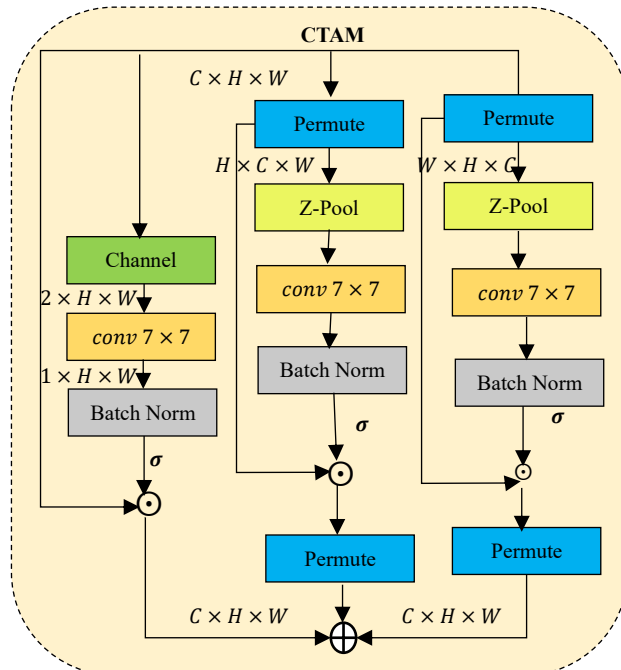 CTAM
C × H × W
Permute
Permute
H × C × W
W × H × C
Z-Pool
Z-Pool
Channel
conv 7 × 7
conv 7 × 7
2 × H × W
conv 7 × 7
1 × H × W
Batch Norm
Batch Norm
Batch Norm
σ
σ
σ
Permute
Permute
C × H × W
C × H × W